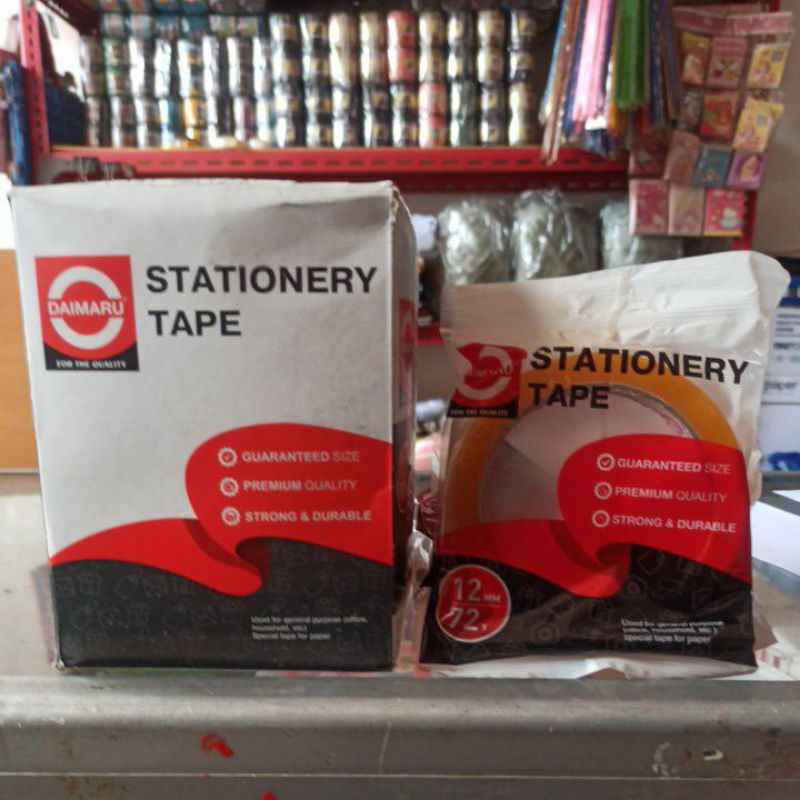 DAIMARU
FOR THE QUALITY
STATIONERY
TAPE
GUARANTEED SIZE
PREMIUM QUALITY
STRONG & DURABLE
Used for general purpose (office,
household, etc)
Special tape for paper
FOR THE QUALITY
STATIONERY
TAPE
GUARANTEED SIZE
PREMIUM QUALITY
STRONG & DURABLE
12 MM
72 Y
Used for general purpose
(office, household, etc )
Special tape for paper